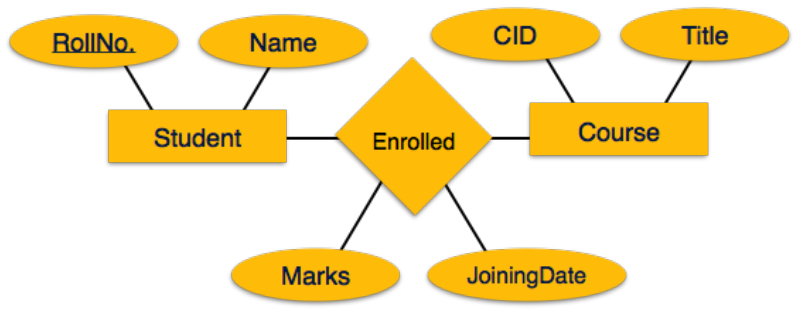 RollNo.
Name
CID
Title
Student
Enrolled
Course
Marks
JoiningDate